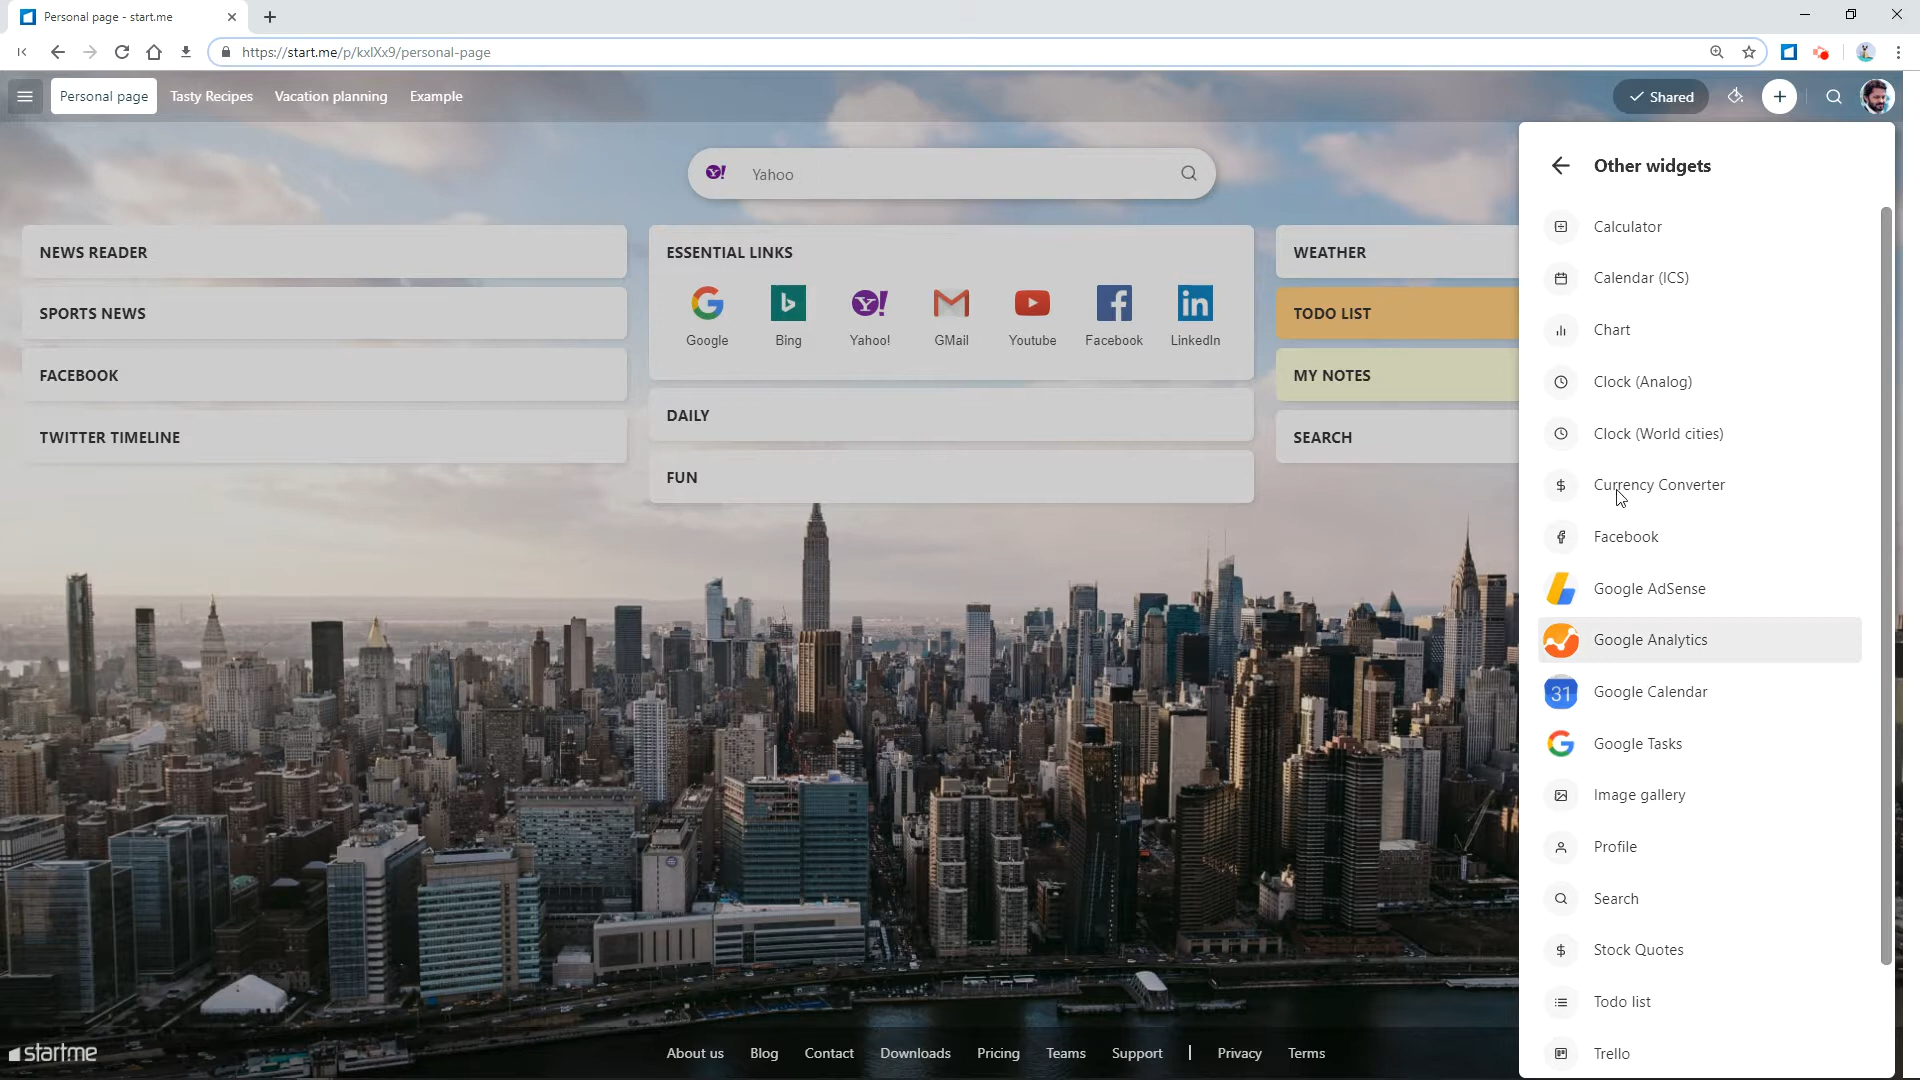 Personal page - start.me
https://start.me/p/kxlXx9/personal-page
Personal page
Tasty Recipes
Vacation planning
Example
Shared
Yahoo
NEWS READER
SPORTS NEWS
FACEBOOK
TWITTER TIMELINE
ESSENTIAL LINKS
Google
Bing
Yahoo!
GMail
Youtube
Facebook
LinkedIn
DAILY
FUN
WEATHER
TODO LIST
MY NOTES
SEARCH
Other widgets
Calculator
Calendar (ICS)
Chart
Clock (Analog)
Clock (World cities)
Currency Converter
Facebook
Google AdSense
Google Analytics
31
Google Calendar
Google Tasks
Image gallery
Profile
Search
Stock Quotes
Todo list
Trello
startme
About us
Blog
Contact
Downloads
Pricing
Teams
Support
Privacy
Terms